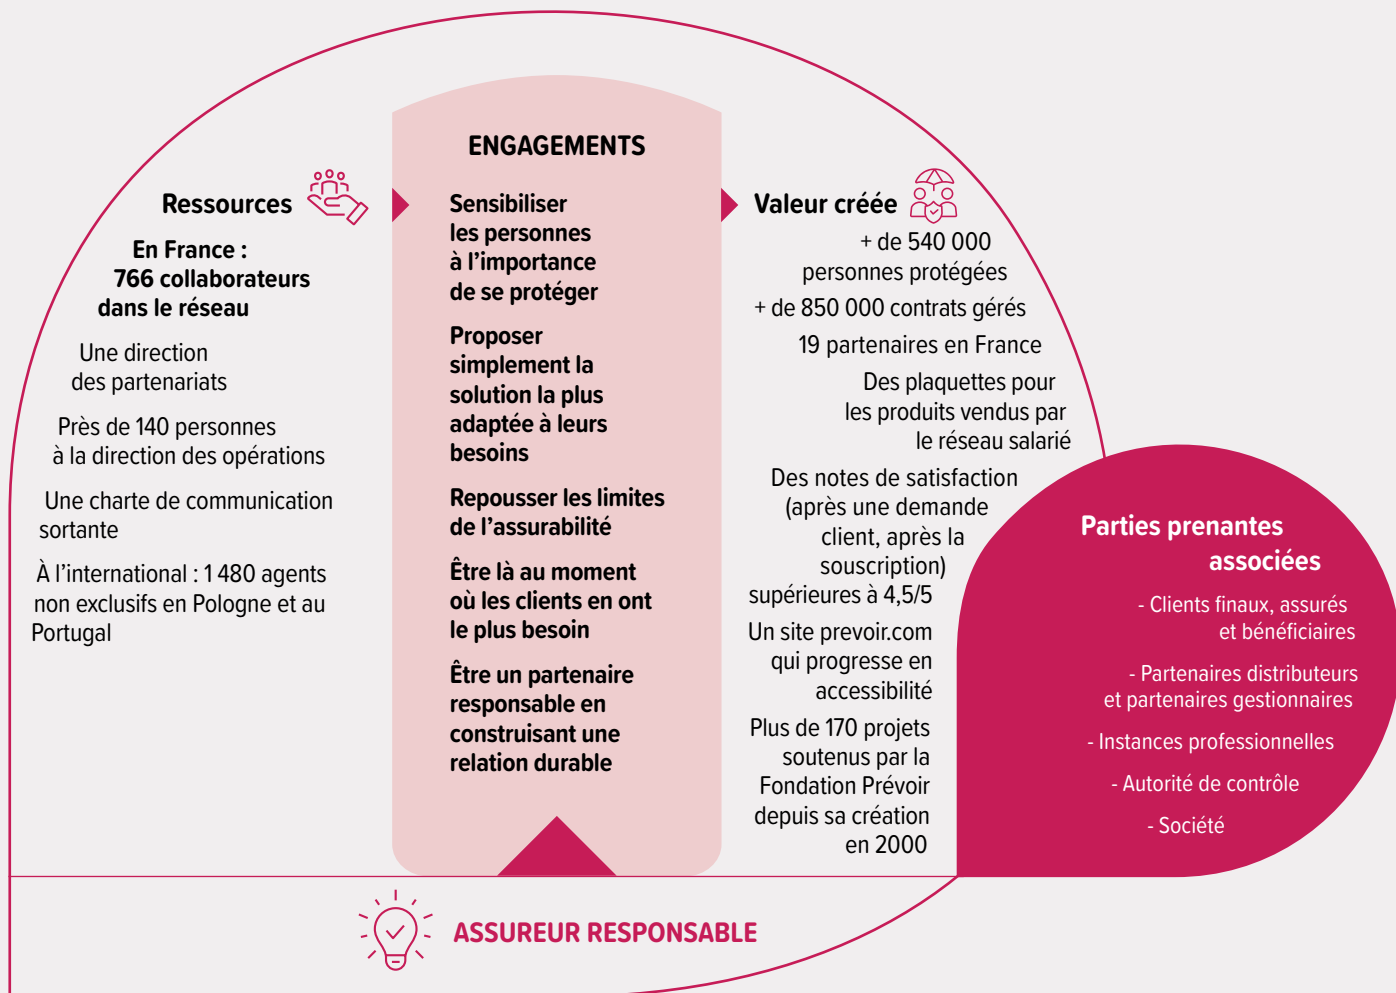 Ressources
En France :
766 collaborateurs
dans le réseau
Une direction
des partenariats
Près de 140 personnes
à la direction des opérations
Une charte de communication
sortante
À l’international : 1 480 agents
non exclusifs en Pologne et au
Portugal
ENGAGEMENTS
Sensibiliser
les personnes
à l’importance
de se protéger
Proposer
simplement la
solution la plus
adaptée à leurs
besoins
Repousser les limites
de l’assurabilité
Être là au moment
où les clients en ont
le plus besoin
Être un partenaire
responsable en
construisant une
relation durable
Valeur créée
+ de 540 000
personnes protégées
+ de 850 000 contrats gérés
19 partenaires en France
Des plaquettes pour
les produits vendus par
le réseau salarié
Des notes de satisfaction
(après une demande
client, après la
souscription)
supérieures à 4,5/5
Un site prevoir.com
qui progresse en
accessibilité
Plus de 170 projets
soutenus par la
Fondation Prévoir
depuis sa création
en 2000
Parties prenantes
associées
- Clients finaux, assurés
et bénéficiaires
- Partenaires distributeurs
et partenaires gestionnaires
- Instances professionnelles
- Autorité de contrôle
- Société
ASSUREUR RESPONSABLE